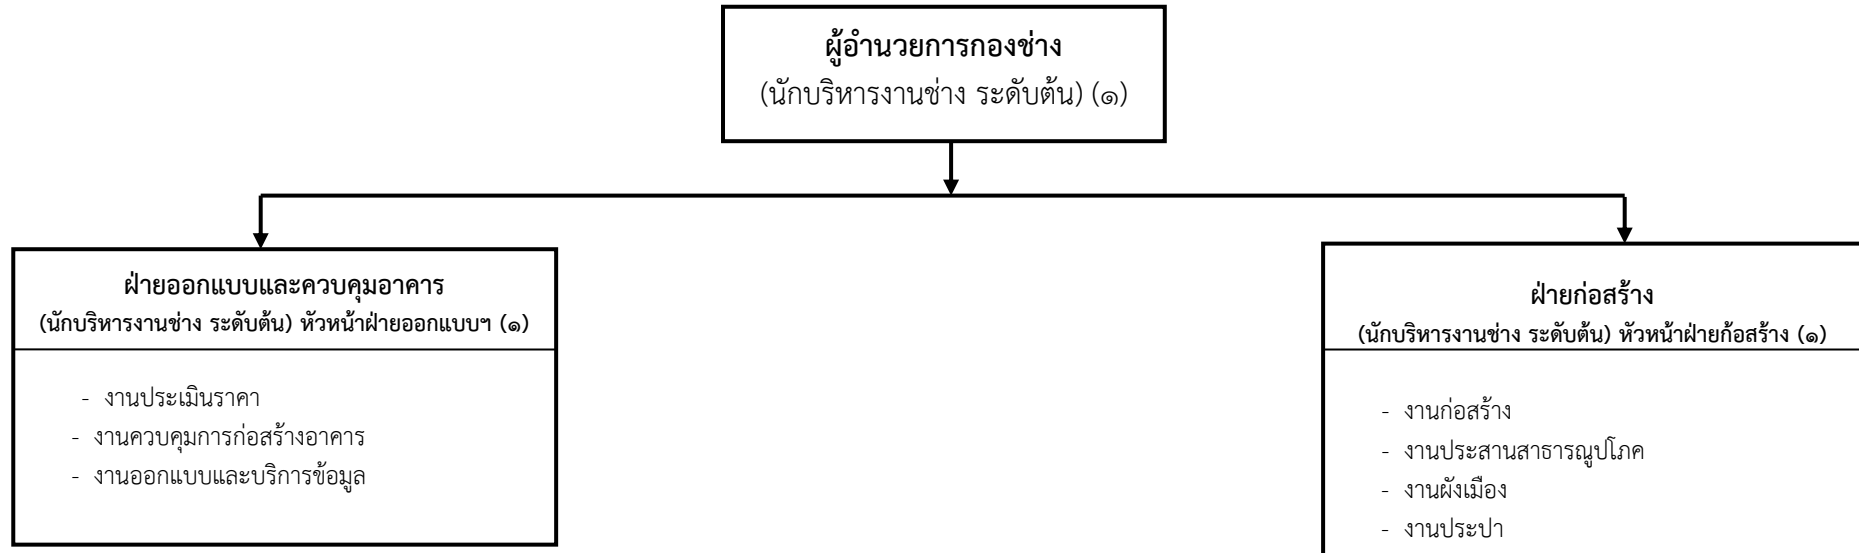 ผู้อำนวยการกองช่าง
(นักบริหารงานช่าง ระดับต้น) (๑)
ฝ่ายออกแบบและควบคุมอาคาร
(นักบริหารงานช่าง ระดับต้น) หัวหน้าฝ่ายออกแบบฯ (๑)
- งานประเมินราคา
- งานควบคุมการก่อสร้างอาคาร
- งานออกแบบและบริการข้อมูล
ฝ่ายก่อสร้าง
(นักบริหารงานช่าง ระดับต้น) หัวหน้าฝ่ายก้อสร้าง (๑)
- งานก่อสร้าง
- งานประสานสาธารณูปโภค
- งานผังเมือง
- งานประปา